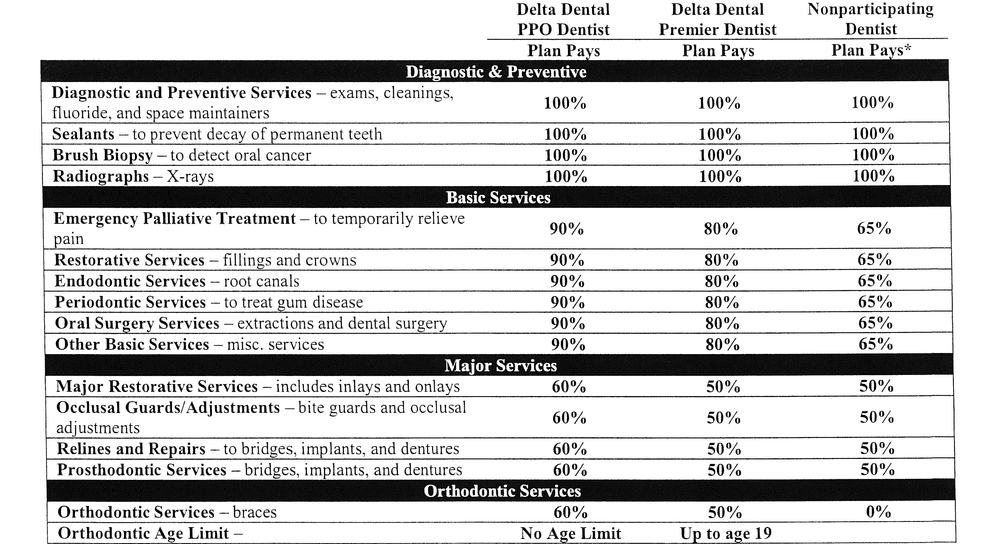 Delta Dental Delta Dental Nonparticipating
PPO Dentist Premier Dentist Dentist
Plan Pays Plan Pays Plan Pays*
Diagnostic & Preventive
Diagnostic and Preventive Services – exams, cleanings,
fluoride, and space maintainers 100% 100% 100%
Sealants – to prevent decay of permanent teeth 100% 100% 100%
Brush Biopsy – to detect oral cancer 100% 100% 100%
Radiographs – X-rays 100% 100% 100%
Basic Services
Emergency Palliative Treatment – to temporarily relieve
pain 90% 80% 65%
Restorative Services – fillings and crowns 90% 80% 65%
Endodontic Services – root canals 90% 80% 65%
Periodontic Services – to treat gum disease 90% 80% 65%
Oral Surgery Services – extractions and dental surgery 90% 80% 65%
Other Basic Services – misc. services 90% 80% 65%
Major Services
Major Restorative Services – includes inlays and onlays 60% 50% 50%
Occlusal Guards/Adjustments – bite guards and occlusal
adjustments 60% 50% 50%
Relines and Repairs – to bridges, implants, and dentures 60% 50% 50%
Prosthodontic Services – bridges, implants, and dentures 60% 50% 50%
Orthodontic Services
Orthodontic Services – braces 60% 50% 0%
Orthodontic Age Limit – No Age Limit Up to age 19